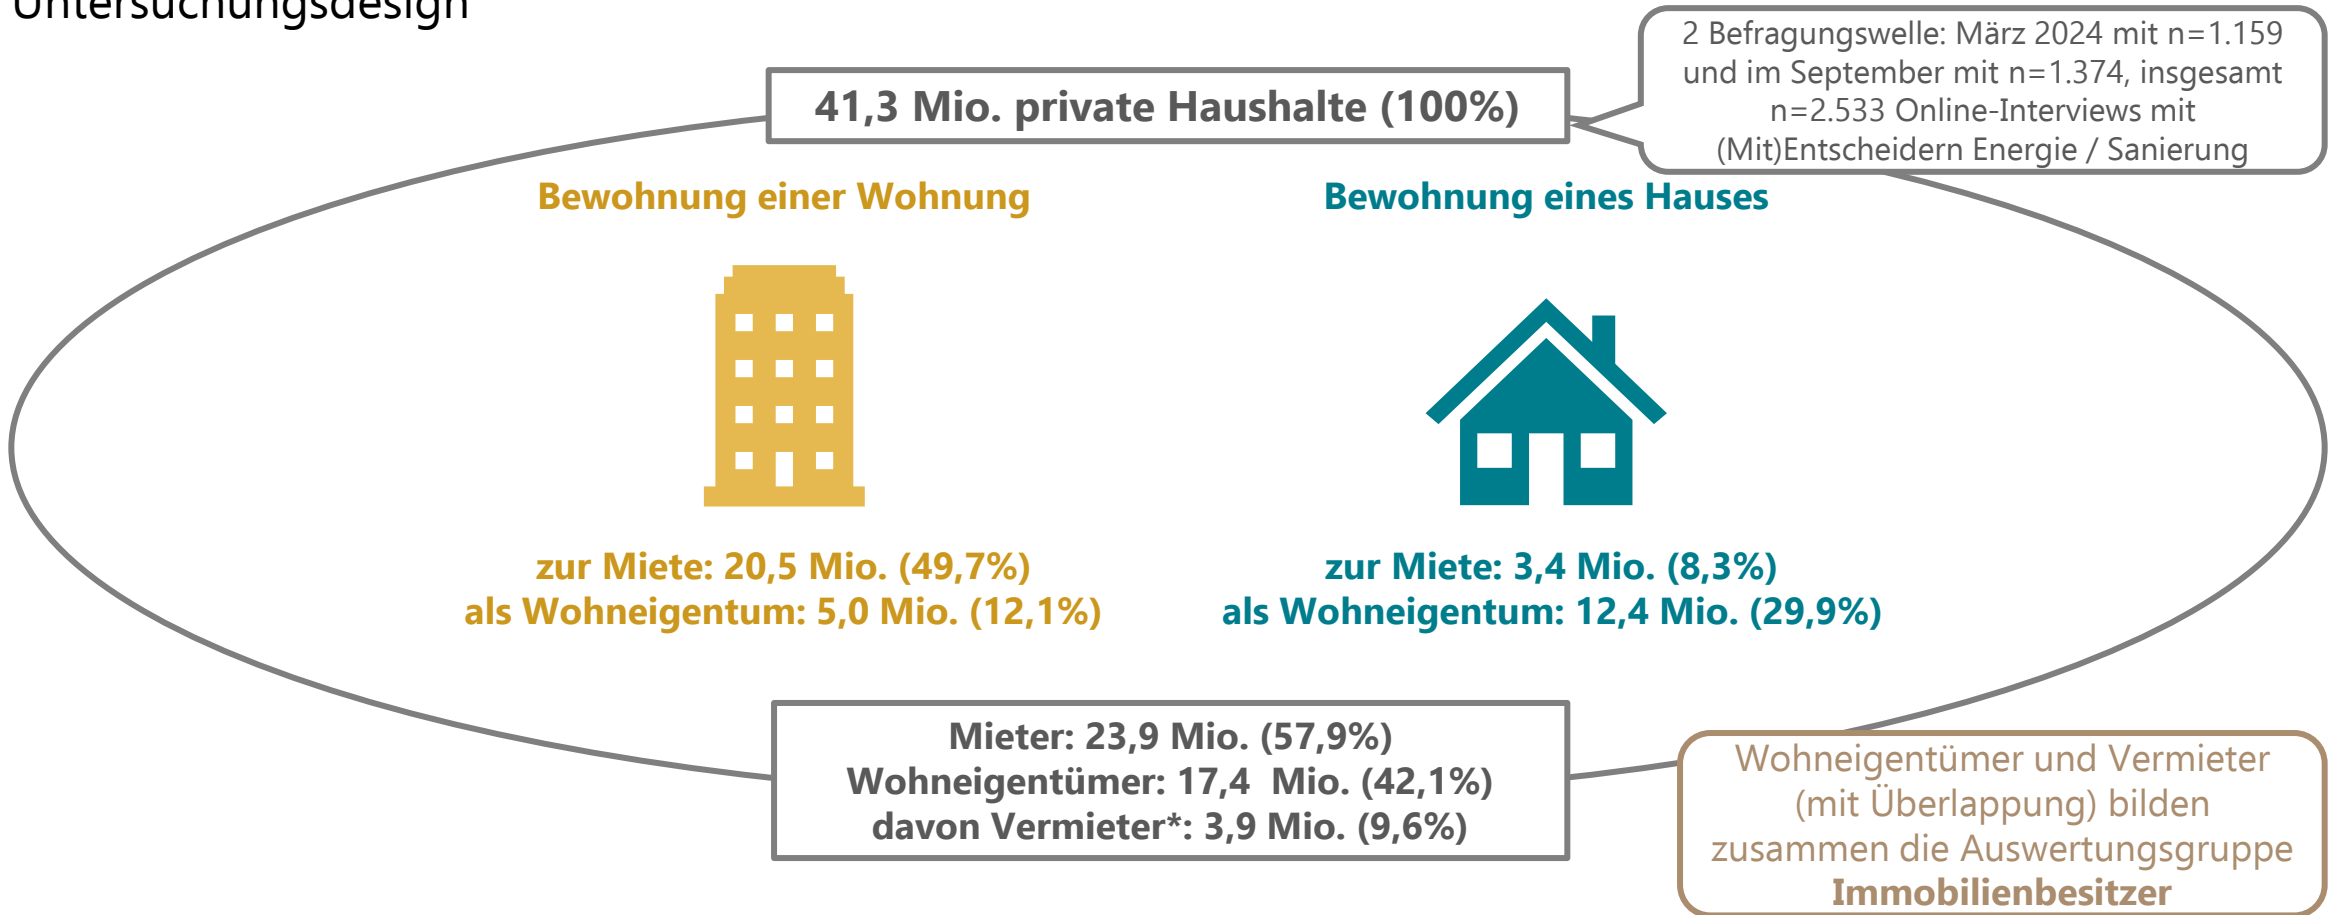 Untersuchungsdesign
2 Befragungswelle: März 2024 mit n=1.159
und im September mit n=1.374, insgesamt
n=2.533 Online-Interviews mit
(Mit)Entscheidern Energie / Sanierung
41,3 Mio. private Haushalte (100%)
Bewohnung einer Wohnung
Bewohnung eines Hauses
zur Miete: 20,5 Mio. (49,7%)
als Wohneigentum: 5,0 Mio. (12,1%)
zur Miete: 3,4 Mio. (8,3%)
als Wohneigentum: 12,4 Mio. (29,9%)
Mieter: 23,9 Mio. (57,9%)
Wohneigentümer: 17,4  Mio. (42,1%)
davon Vermieter*: 3,9 Mio. (9,6%)
Wohneigentümer und Vermieter
(mit Überlappung) bilden
zusammen die Auswertungsgruppe
Immobilienbesitzer